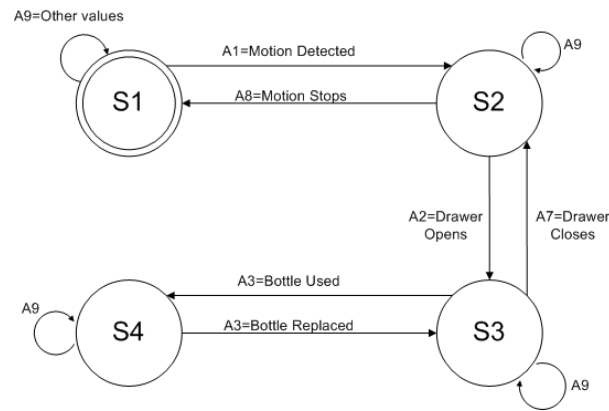 A9=Other values
A1=Motion Detected
A9
S1
S2
A8=Motion Stops
A2=Drawer
Opens
A7=Drawer
Closes
A3=Bottle Used
A9
S4
S3
A3=Bottle Replaced
A9